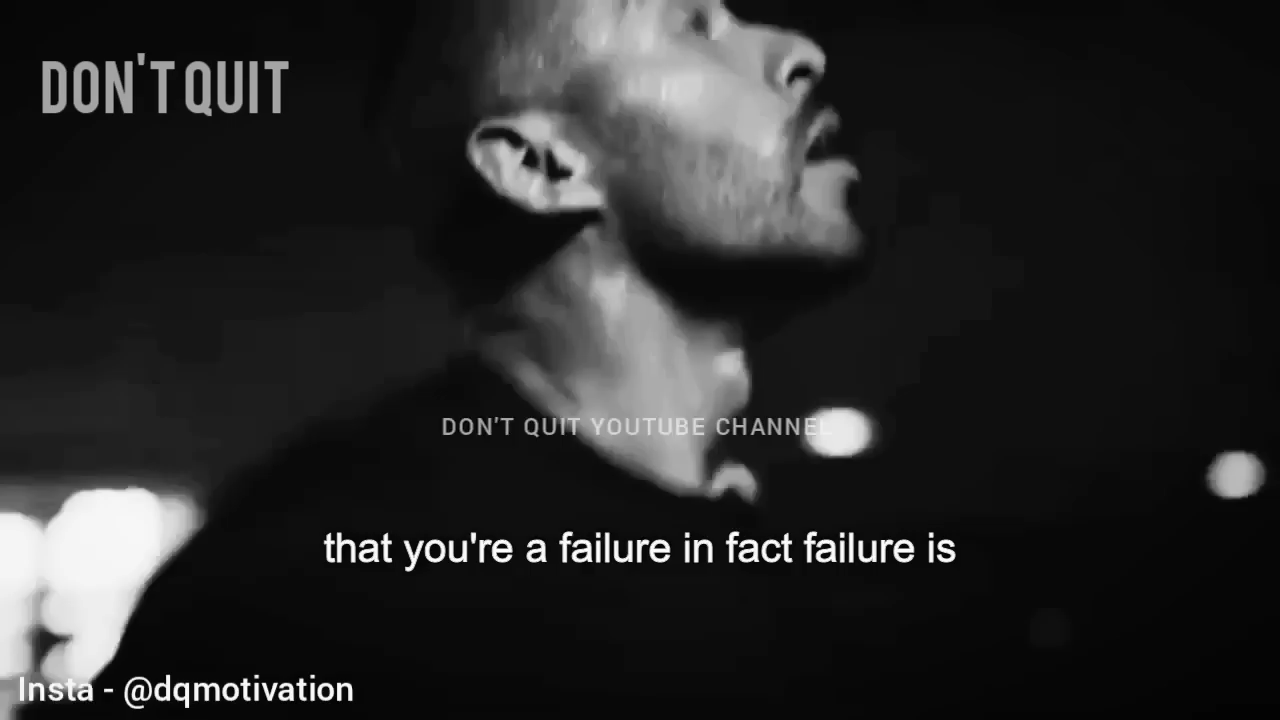 DON'T QUIT
DON'T QUIT YOUTUBE CHANNEL
that you're a failure in fact failure is
Insta - @dqmotivation